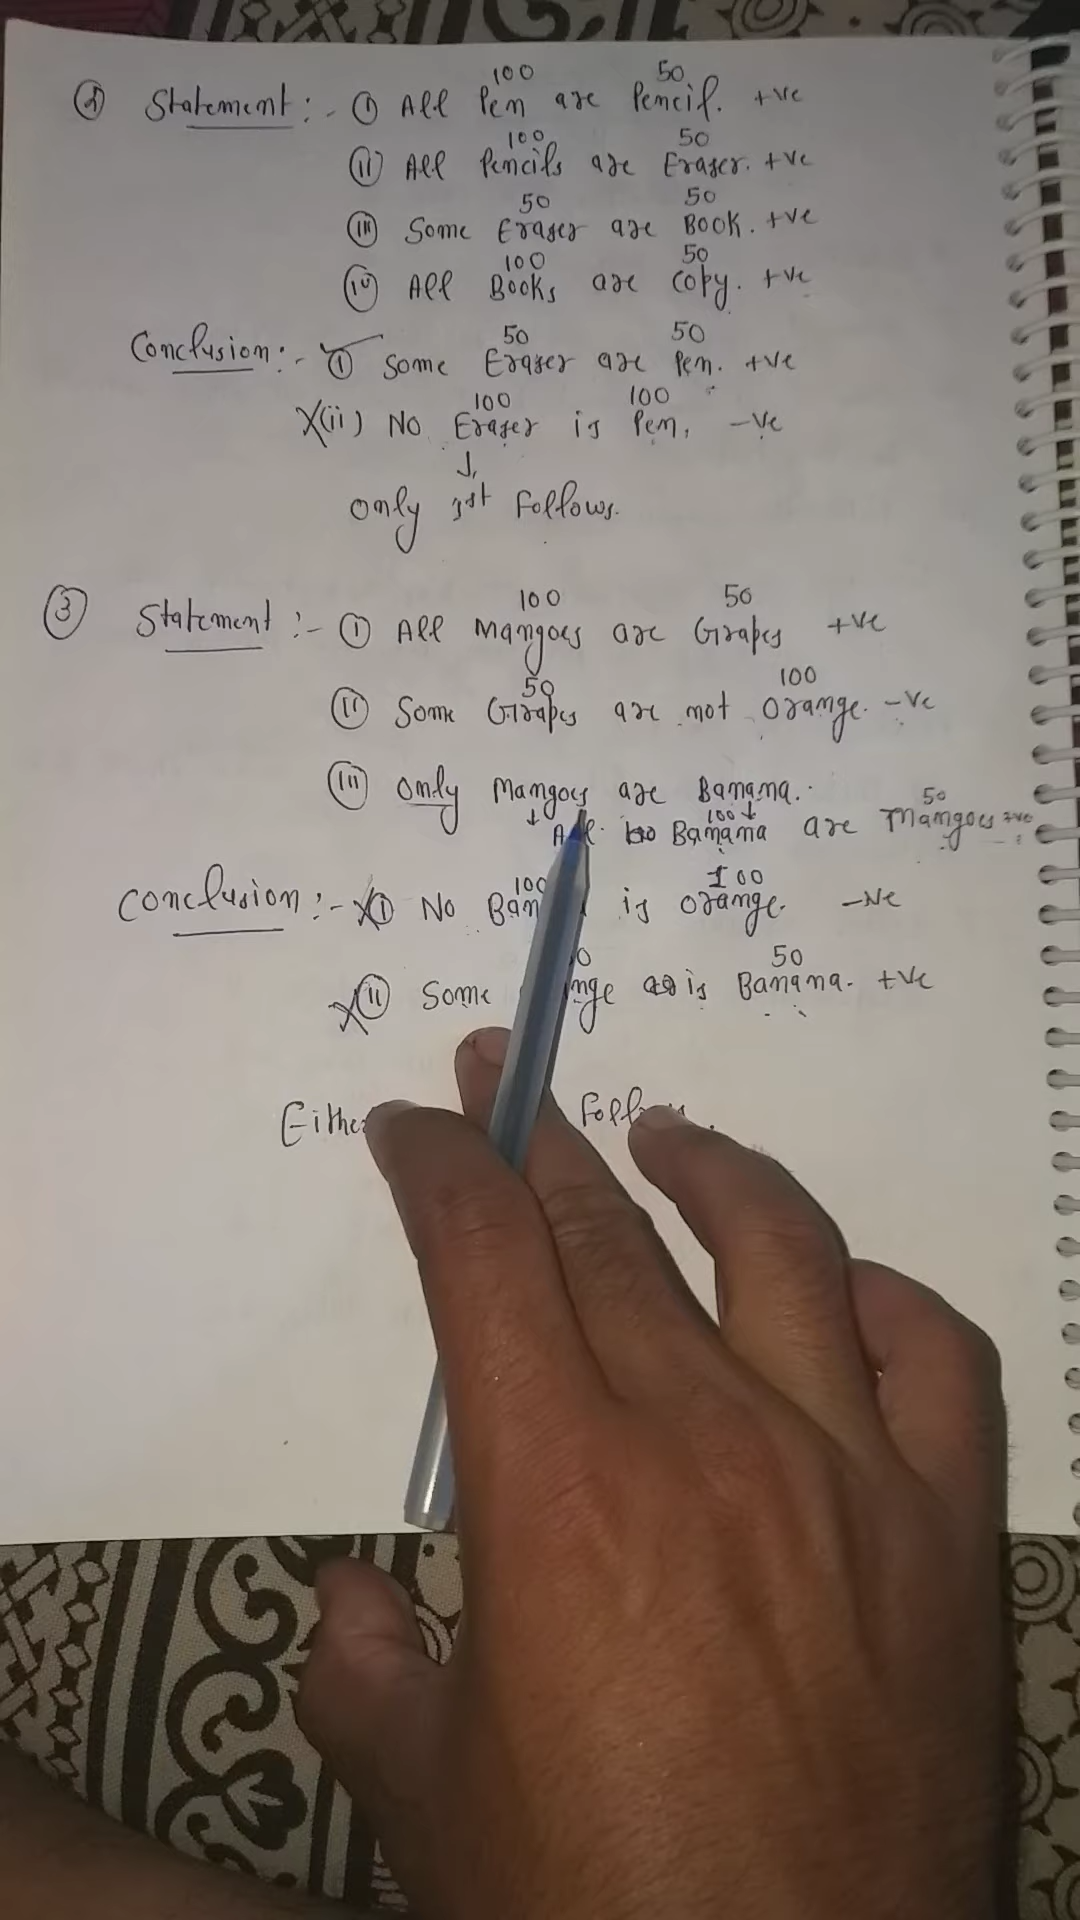 100 50
② Statement :- ① All Pen are Pencil. +ve
100 50
(II) All Pencils are Eraser. +ve
50 50
(III) Some Eraser are Book. +ve
100 50
(IV) All Books are Copy. +ve
50 50
Conclusion :- ① Some Eraser are Pen. +ve
100 100
X(ii) No Eraser is Pen. -ve
↓
Only 1st Follows.
100 50
③ Statement :- ① All Mangoes are Grapes +ve
50 100
(II) Some Grapes are not Orange. -ve
(III) Only Mangoes are Banana.
↓ 100 ↓ 50
All Banana are Mangoes +ve
100 100
Conclusion :- X① No is Orange. -ve
50
X(II) Some is Banana. +ve